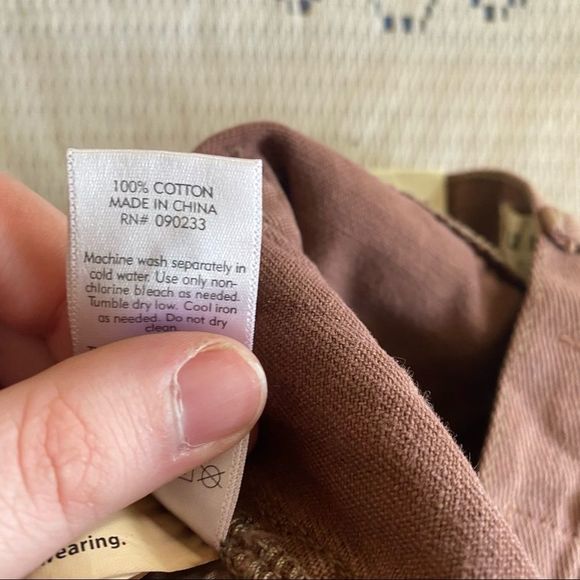 100% COTTON
MADE IN CHINA
RN# 090233
Machine wash separately in
cold water. Use only non-
chlorine bleach as needed.
Tumble dry low. Cool iron
as needed. Do not dry
clean.
wearing.